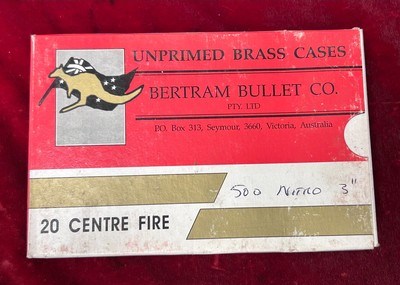 UNPRIMED BRASS CASES
BERTRAM BULLET CO.
PTY. LTD
P.O. Box 313, Seymour, 3660, Victoria, Australia
500 NITRO 3"
20 CENTRE FIRE